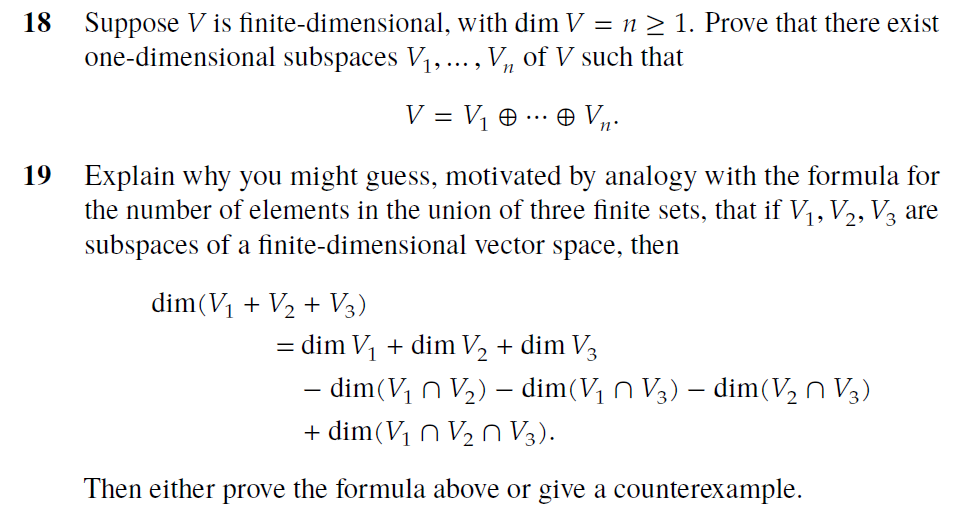 18 Suppose V is finite-dimensional, with dim V = n ≥ 1. Prove that there exist
one-dimensional subspaces V₁, … , Vₙ of V such that
V = V₁ ⊕ ⋯ ⊕ Vₙ.
19 Explain why you might guess, motivated by analogy with the formula for
the number of elements in the union of three finite sets, that if V₁, V₂, V₃ are
subspaces of a finite-dimensional vector space, then
dim(V₁ + V₂ + V₃)
= dim V₁ + dim V₂ + dim V₃
− dim(V₁ ∩ V₂) − dim(V₁ ∩ V₃) − dim(V₂ ∩ V₃)
+ dim(V₁ ∩ V₂ ∩ V₃).
Then either prove the formula above or give a counterexample.